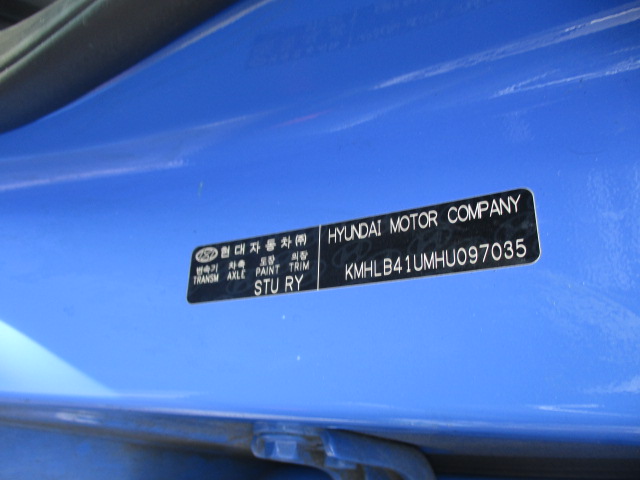 현대자동차㈜
변속기 차축 도장 의장
TRANSM AXLE PAINT TRIM
STU RY
HYUNDAI MOTOR COMPANY
KMHLB41UMHU097035